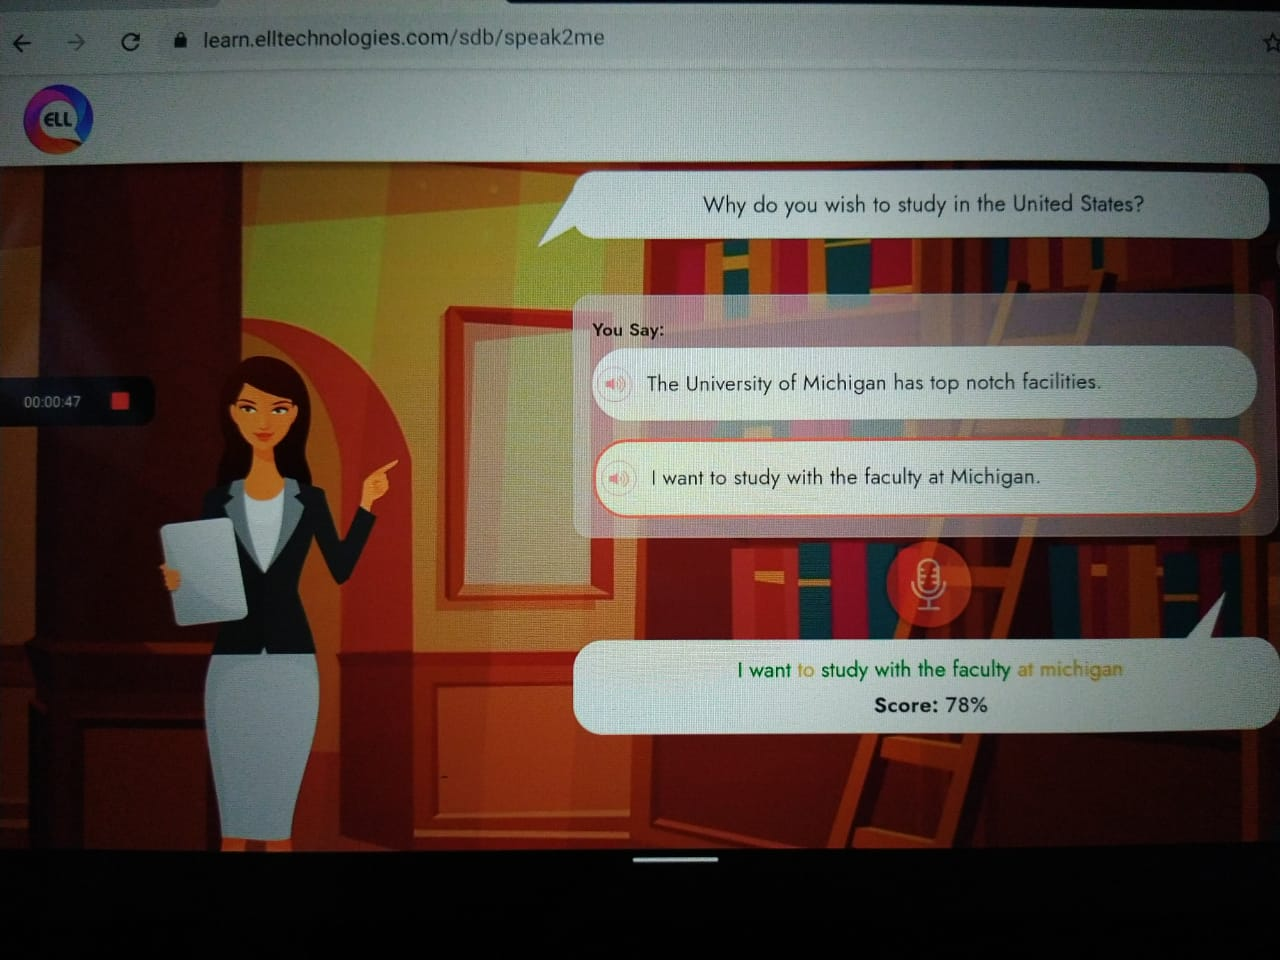 learn.elltechnologies.com/sdb/speak2me
ELL
Why do you wish to study in the United States?
You Say:
The University of Michigan has top notch facilities.
00:00:47
I want to study with the faculty at Michigan.
I want to study with the faculty at michigan
Score: 78%